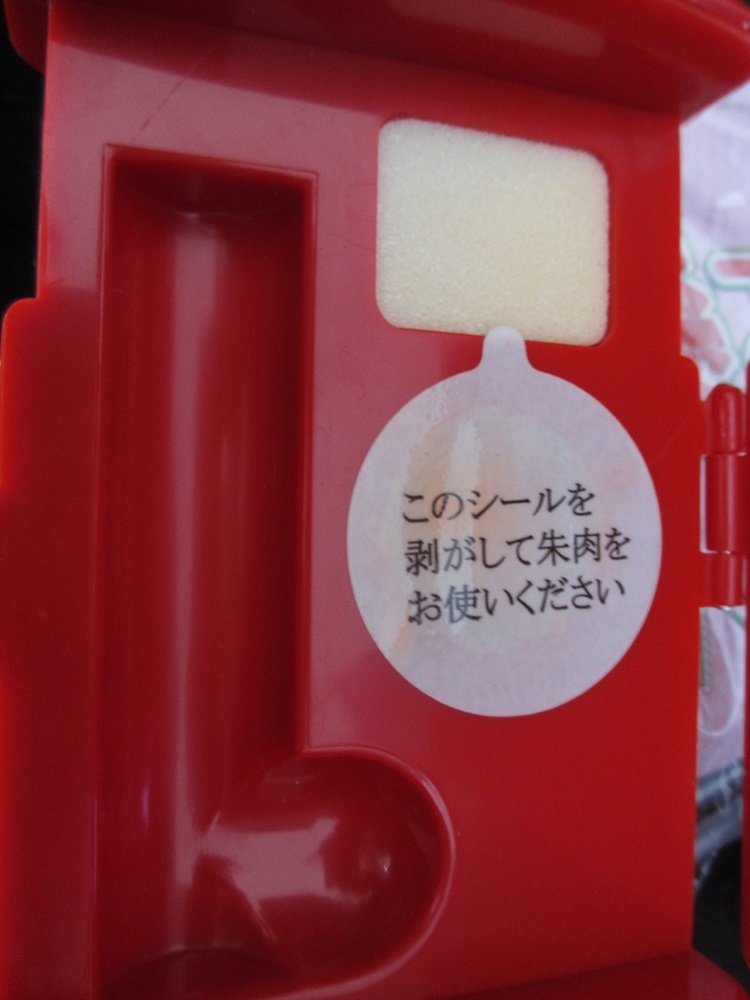 このシールを
剥がして朱肉を
お使いください